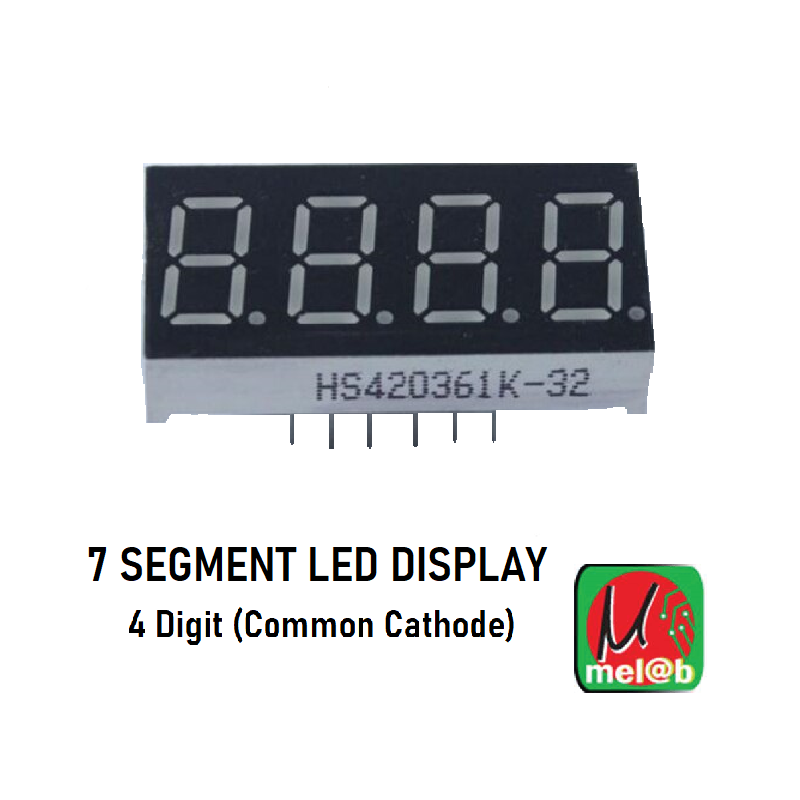 HS420361K-32
7 SEGMENT LED DISPLAY
4 Digit (Common Cathode)
µ
mel@b